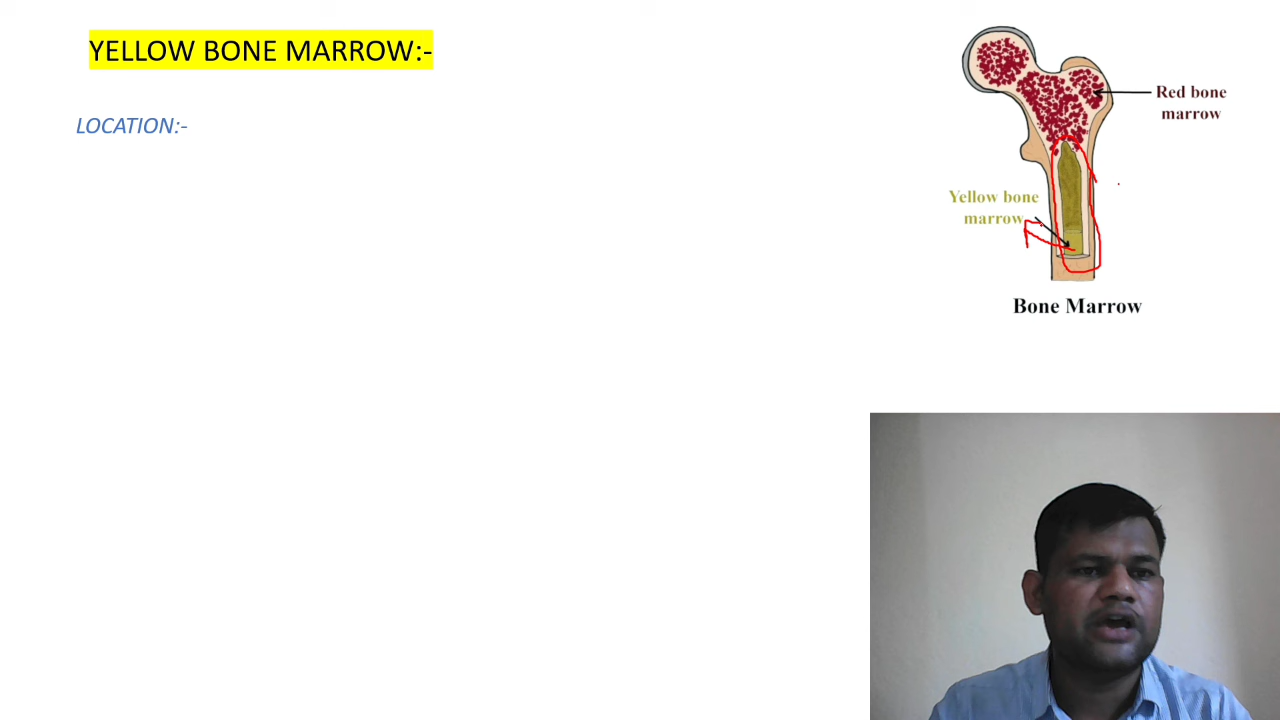 YELLOW BONE MARROW:-
LOCATION:-
Red bone
marrow
Yellow bone
marrow
Bone Marrow